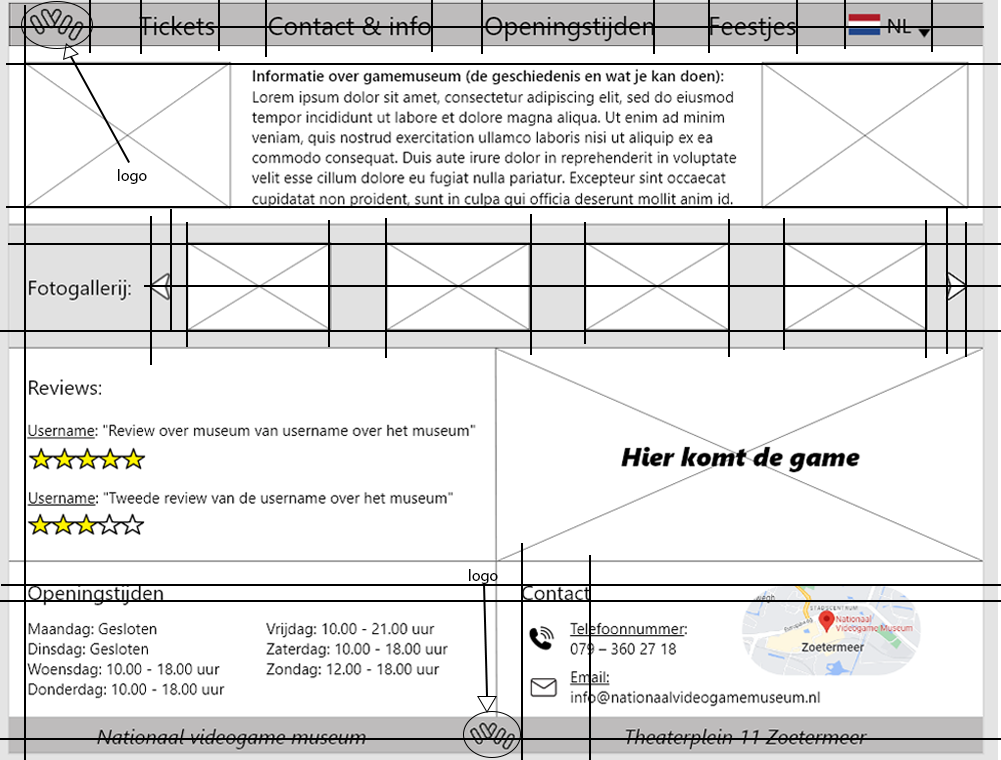 Tickets
Contact & info
Openingstijden
Feestjes
NL
Informatie over gamemuseum (de geschiedenis en wat je kan doen):
Lorem ipsum dolor sit amet, consectetur adipiscing elit, sed do eiusmod
tempor incididunt ut labore et dolore magna aliqua. Ut enim ad minim
veniam, quis nostrud exercitation ullamco laboris nisi ut aliquip ex ea
commodo consequat. Duis aute irure dolor in reprehenderit in voluptate
velit esse cillum dolore eu fugiat nulla pariatur. Excepteur sint occaecat
cupidatat non proident, sunt in culpa qui officia deserunt mollit anim id.
logo
Fotogallerij:
Reviews:
Username: "Review over museum van username over het museum"
Username: "Tweede review van de username over het museum"
Hier komt de game
logo
Openingstijden
Maandag: Gesloten
Dinsdag: Gesloten
Woensdag: 10.00 - 18.00 uur
Donderdag: 10.00 - 18.00 uur
Vrijdag: 10.00 - 21.00 uur
Zaterdag: 10.00 - 18.00 uur
Zondag: 12.00 - 18.00 uur
Contact
Telefoonnummer:
079 – 360 27 18
Email:
info@nationaalvideogamemuseum.nl
STADSCENTRUM
Nationaal
Videogame Museum
Zoetermeer
Nationaal videogame museum
Theaterplein 11 Zoetermeer